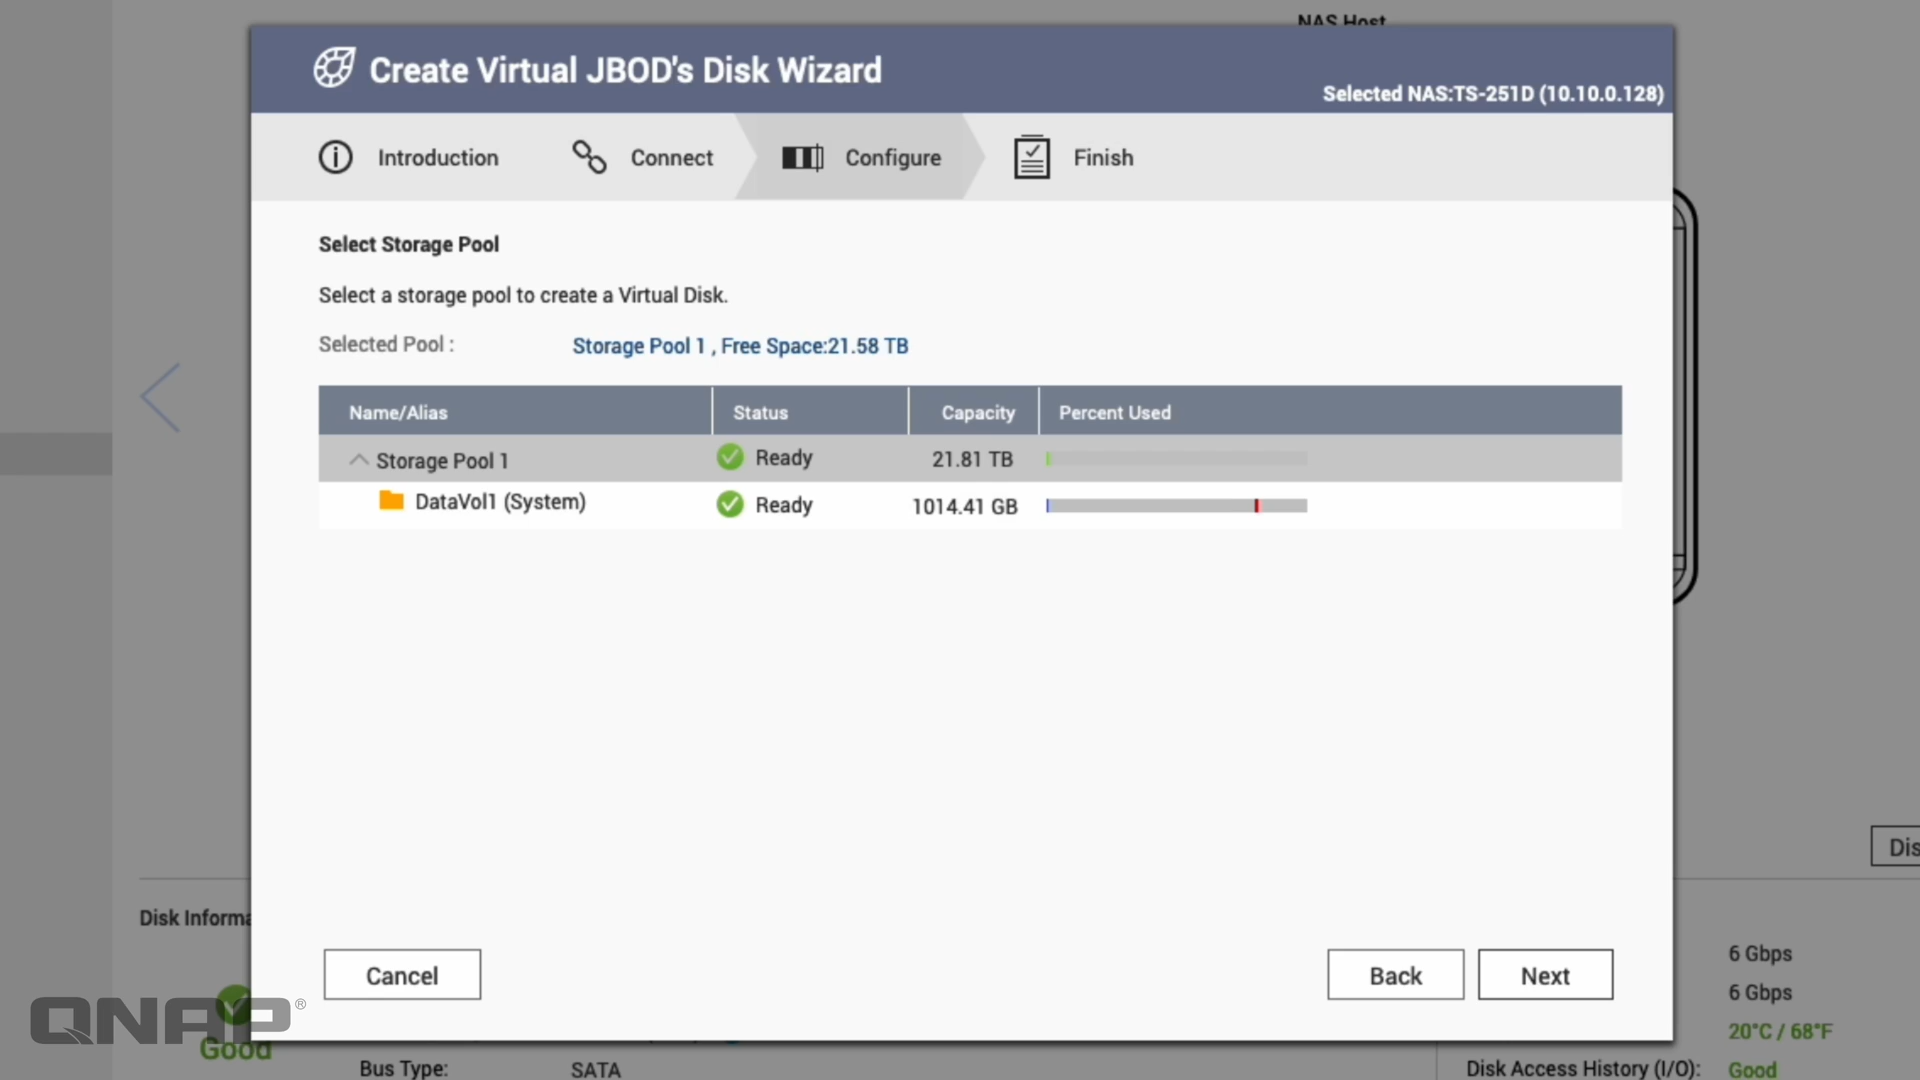 NAS Host
Create Virtual JBOD's Disk Wizard
Selected NAS:TS-251D (10.10.0.128)
Introduction
Connect
Configure
Finish
Select Storage Pool
Select a storage pool to create a Virtual Disk.
Selected Pool :
Storage Pool 1 , Free Space:21.58 TB
Name/Alias
Status
Capacity
Percent Used
Storage Pool 1
Ready
21.81 TB
DataVol1 (System)
Ready
1014.41 GB
Dis
Disk Informa
6 Gbps
Cancel
Back
Next
6 Gbps
QNAP®
20°C / 68°F
Good
Bus Type:
SATA
Disk Access History (I/O):
Good